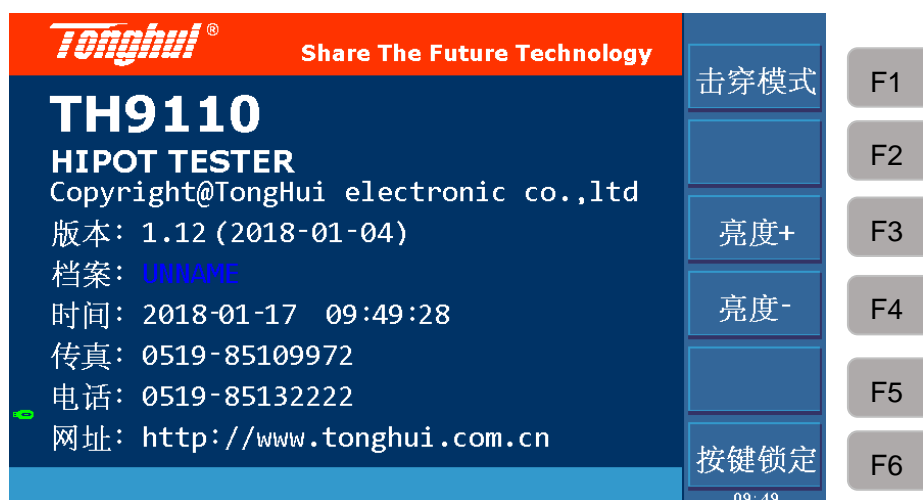 Tonghui®
Share The Future Technology
TH9110
HIPOT TESTER
Copyright@TongHui electronic co.,ltd
版本: 1.12(2018-01-04)
档案: UNNAME
时间: 2018-01-17 09:49:28
传真: 0519-85109972
电话: 0519-85132222
网址: http://www.tonghui.com.cn
击穿模式
亮度+
亮度-
按键锁定
09:49
F1
F2
F3
F4
F5
F6